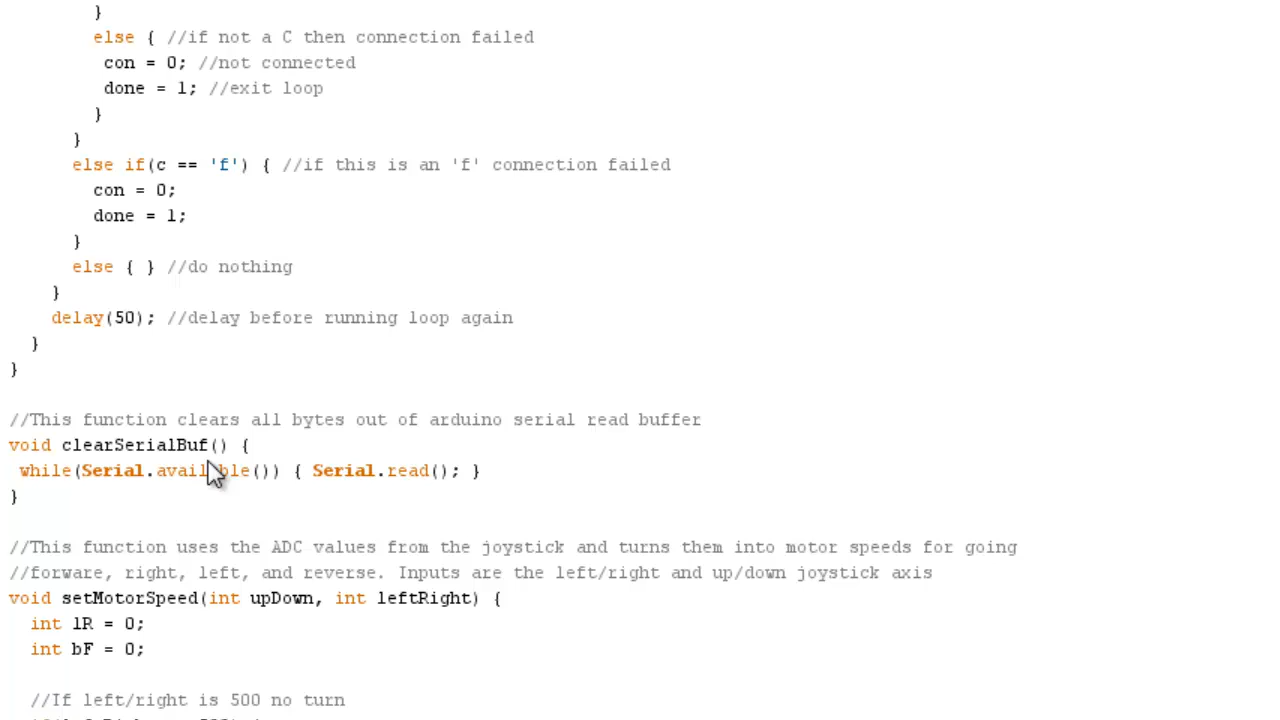 }
else { //if not a C then connection failed
con = 0; //not connected
done = 1; //exit loop
}
}
else if(c == 'f') { //if this is an 'f' connection failed
con = 0;
done = 1;
}
else { } //do nothing
}
delay(50); //delay before running loop again
}
}
//This function clears all bytes out of arduino serial read buffer
void clearSerialBuf() {
while(Serial.available()) { Serial.read(); }
}
//This function uses the ADC values from the joystick and turns them into motor speeds for going
//forware, right, left, and reverse. Inputs are the left/right and up/down joystick axis
void setMotorSpeed(int upDown, int leftRight) {
int lR = 0;
int bF = 0;
//If left/right is 500 no turn